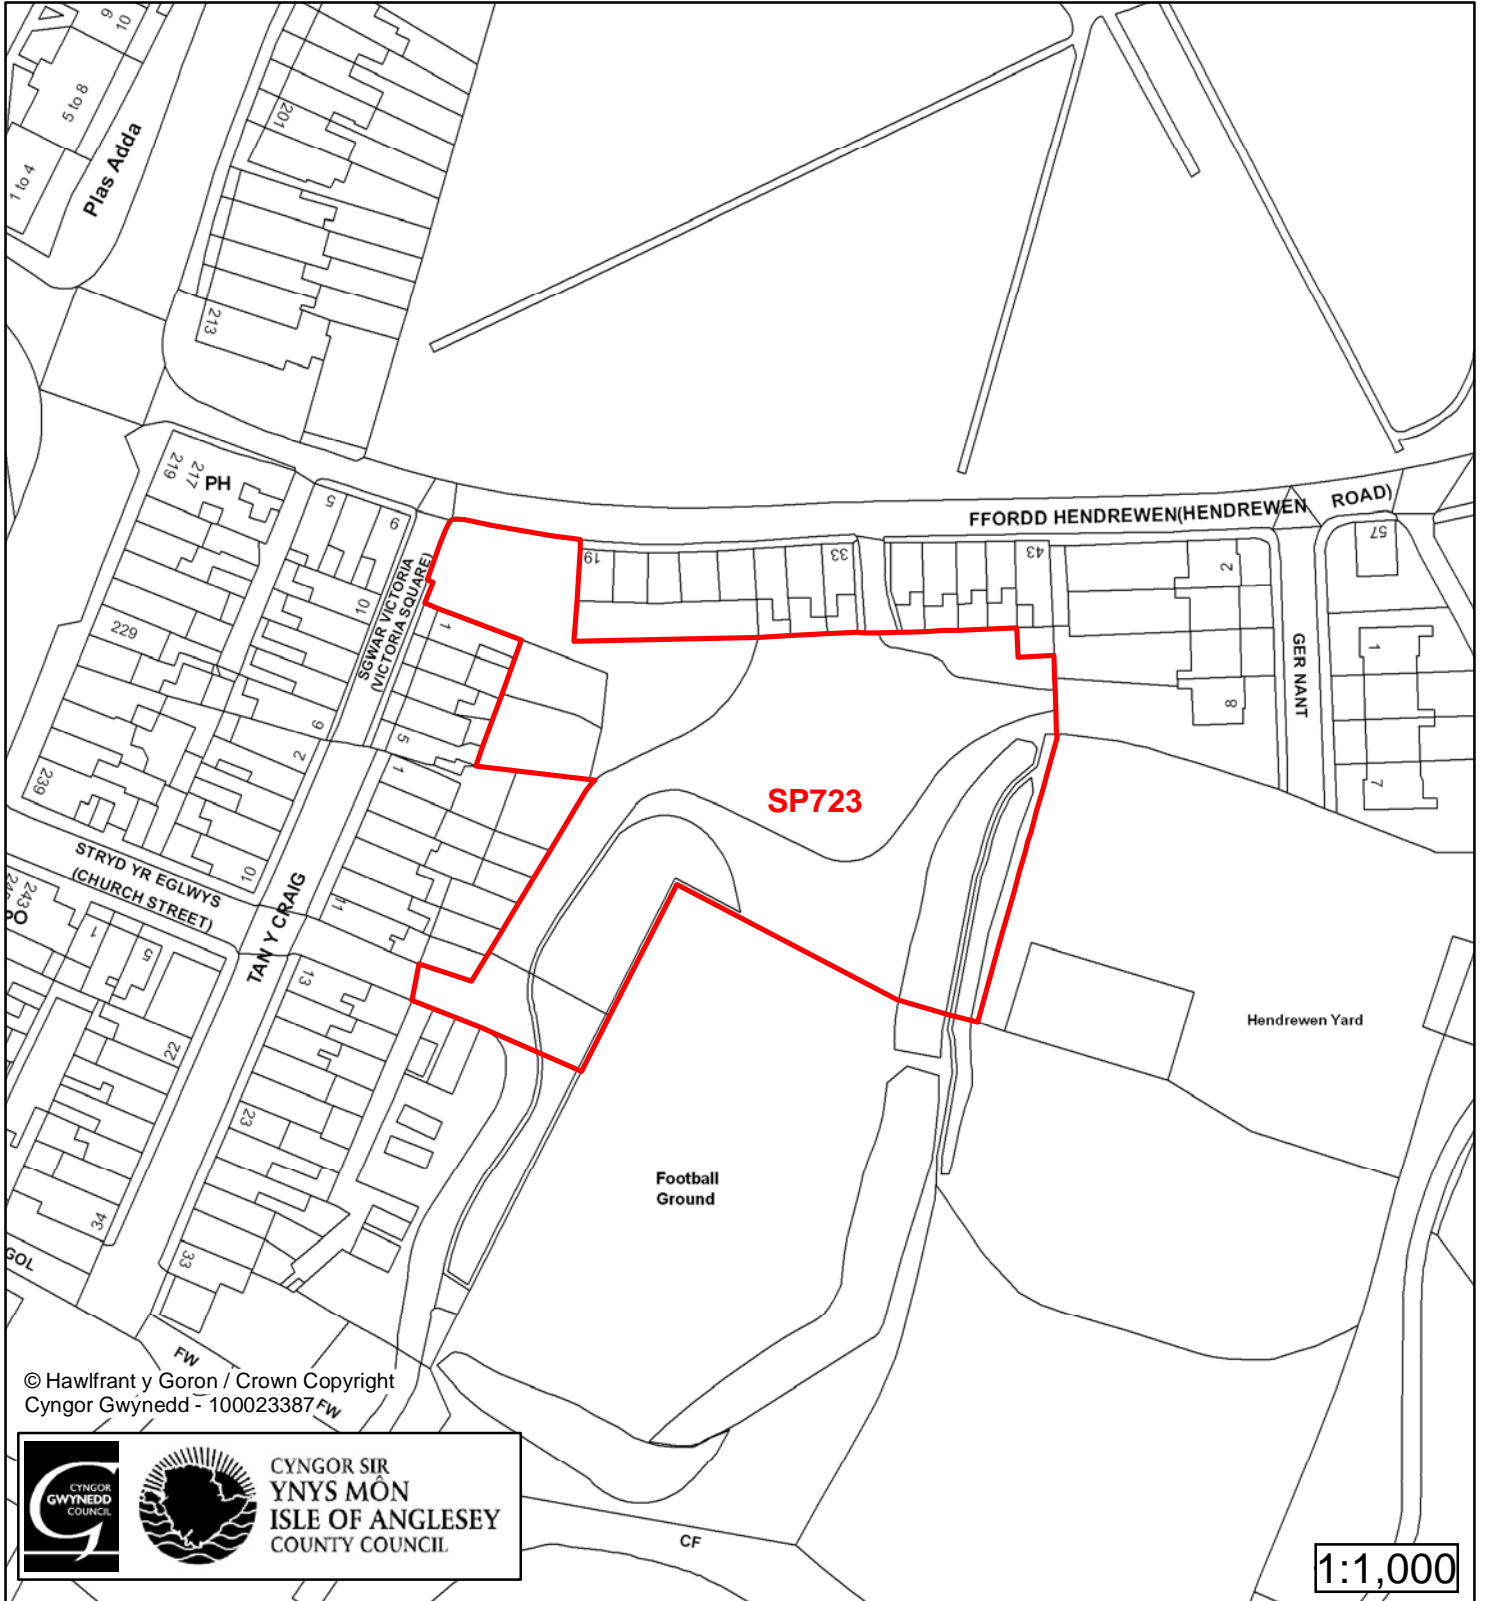 9
10
5 to 8
1 to 4
Plas Adda
201
213
219
217
PH
5
9
10
229
239
9
2
10
SGWAR VICTORIA
(VICTORIA SQUARE)
1
5
1
11
FFORDD HENDREWEN(HENDREWEN ROAD)
19
33
43
2
8
57
1
7
GER NANT
SP723
STRYD YR EGLWYS
(CHURCH STREET)
TAN Y CRAIG
243
PO
1
5
22
34
13
23
33
GOL
Hendrewen Yard
Football
Ground
FW
FW
CF
© Hawlfrant y Goron / Crown Copyright
Cyngor Gwynedd - 100023387
CYNGOR
GWYNEDD
COUNCIL
CYNGOR SIR
YNYS MÔN
ISLE OF ANGLESEY
COUNTY COUNCIL
1:1,000